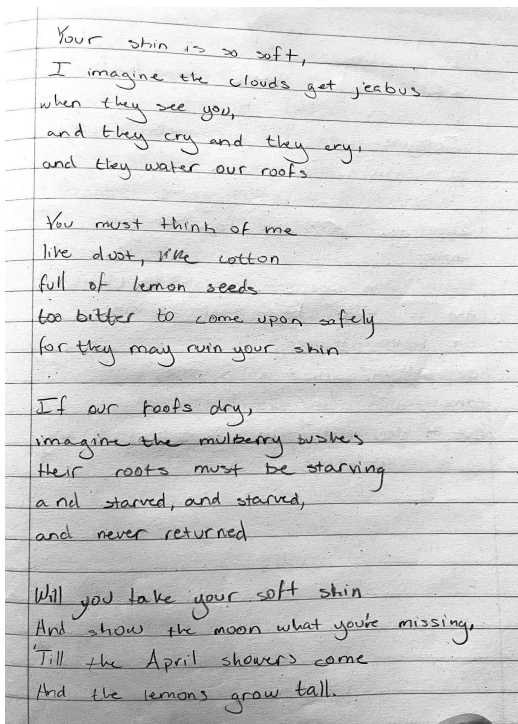 Your skin is so soft,
I imagine the clouds get jealous
when they see you,
and they cry and they cry,
and they water our roofs
You must think of me
like dust, like cotton
full of lemon seeds
too bitter to come upon safely
for they may ruin your skin
If our roofs dry,
imagine the mulberry bushes
their roots must be starving
and starved, and starved,
and never returned
Will you take your soft skin
And show the moon what you're missing,
'Till the April showers come
And the lemons grow tall.